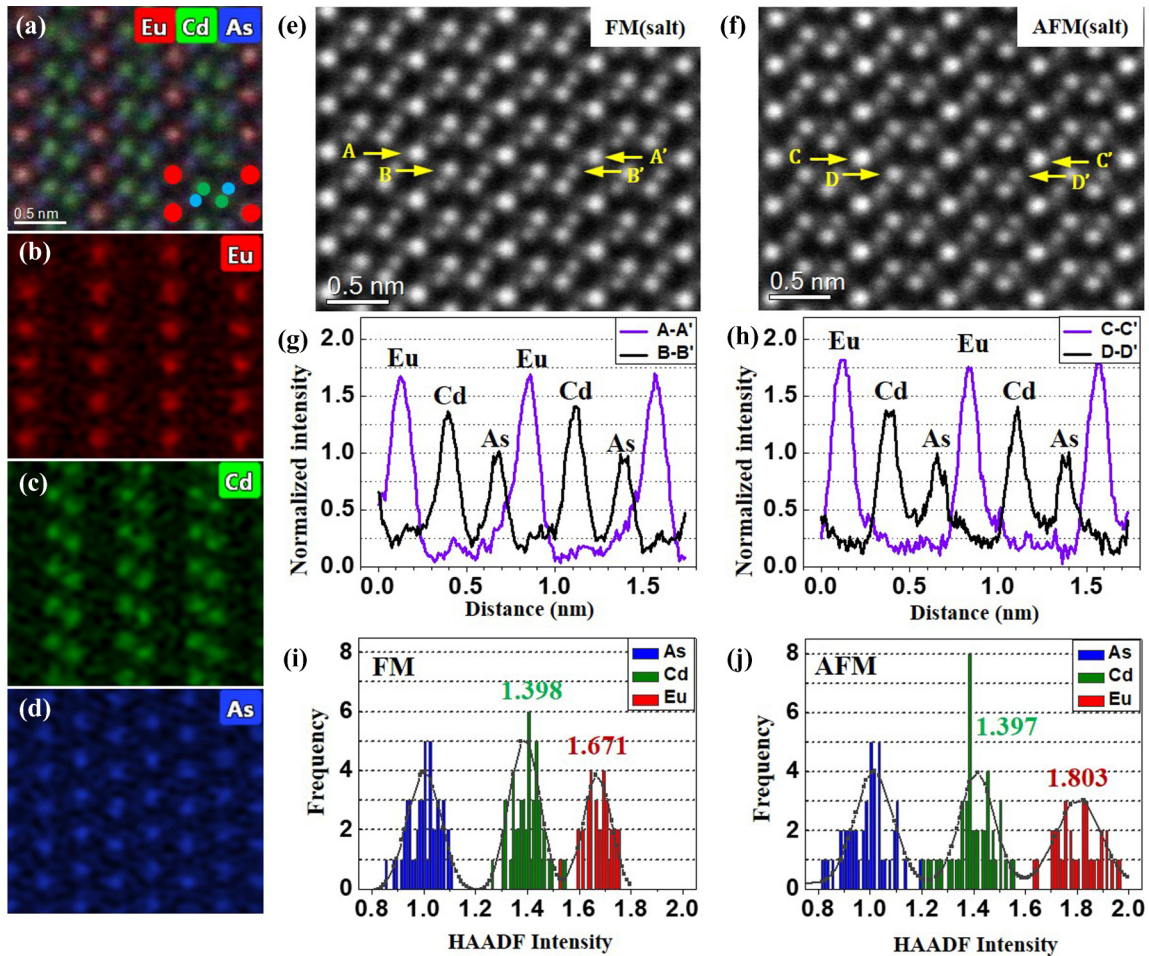 (a) Eu Cd As
0.5 nm
(b) Eu
(c) Cd
(d) As
(e) FM(salt)
A A'
B B'
0.5 nm
(f) AFM(salt)
C C'
D D'
0.5 nm
(g)
A-A'
B-B'
Eu Cd As Eu Cd As
Normalized intensity
2.0
1.5
1.0
0.5
0.0
0.0 0.5 1.0 1.5
Distance (nm)
(h)
C-C'
D-D'
Eu Cd As Eu Cd As
Normalized intensity
2.0
1.5
1.0
0.5
0.0
0.0 0.5 1.0 1.5
Distance (nm)
(i) FM
As
Cd
Eu
1.398
1.671
Frequency
8
6
4
2
0
0.8 1.0 1.2 1.4 1.6 1.8 2.0
HAADF Intensity
(j) AFM
As
Cd
Eu
1.397
1.803
Frequency
8
6
4
2
0
0.8 1.0 1.2 1.4 1.6 1.8 2.0
HAADF Intensity